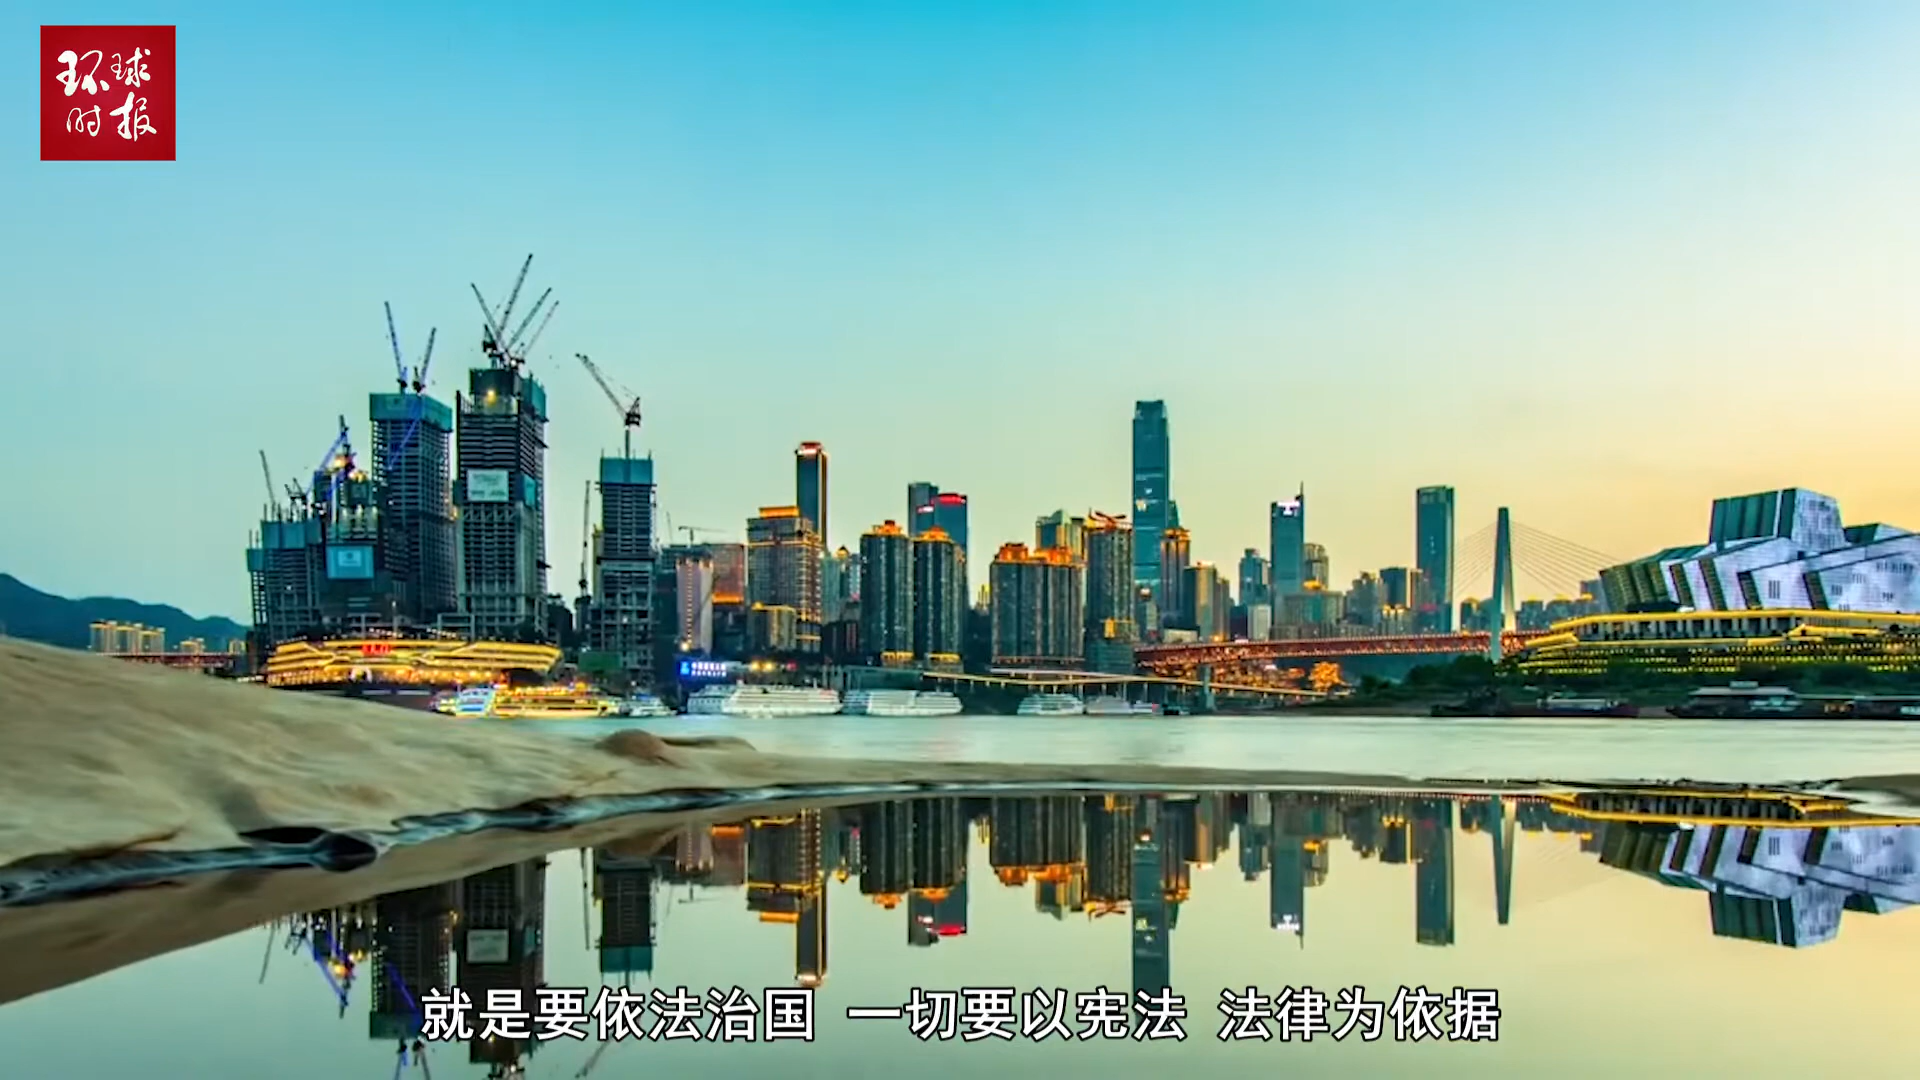 环球
时报
就是要依法治国 一切要以宪法 法律为依据